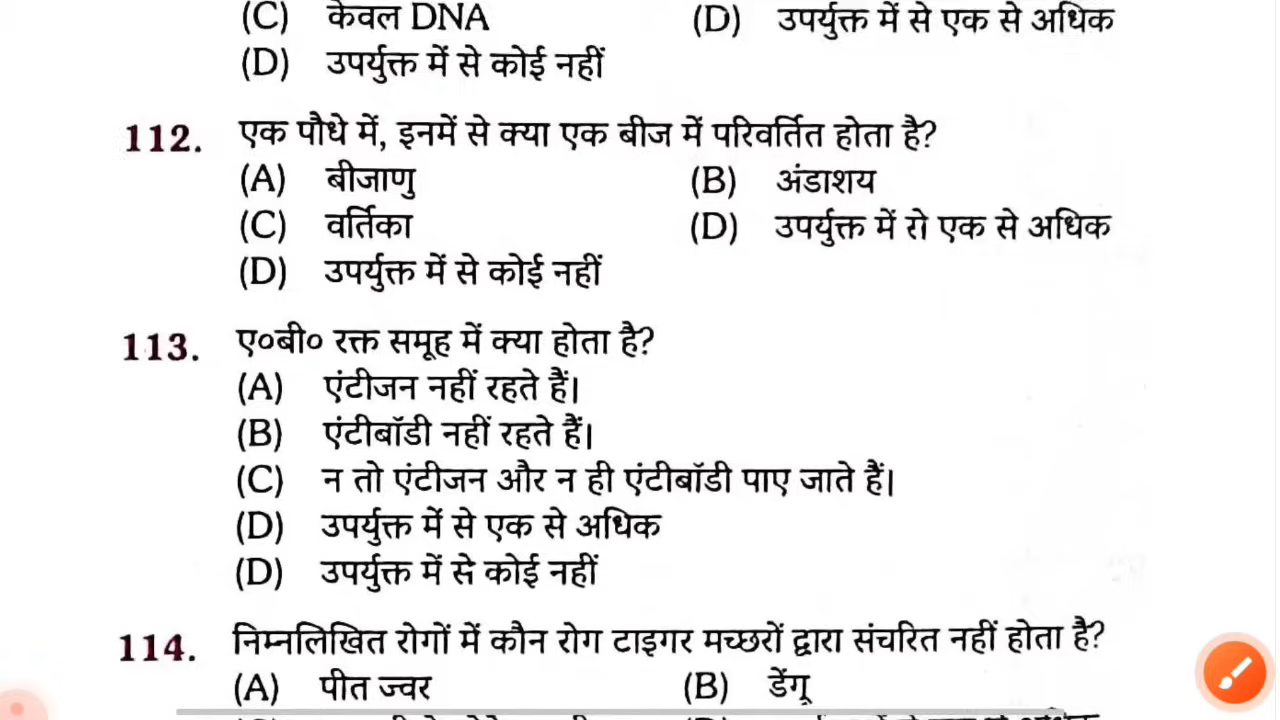 (C) केवल DNA (D) उपर्युक्त में से एक से अधिक
(D) उपर्युक्त में से कोई नहीं
112. एक पौधे में, इनमें से क्या एक बीज में परिवर्तित होता है?
(A) बीजाणु (B) अंडाशय
(C) वर्तिका (D) उपर्युक्त में से एक से अधिक
(D) उपर्युक्त में से कोई नहीं
113. ए०बी० रक्त समूह में क्या होता है?
(A) एंटीजन नहीं रहते हैं।
(B) एंटीबॉडी नहीं रहते हैं।
(C) न तो एंटीजन और न ही एंटीबॉडी पाए जाते हैं।
(D) उपर्युक्त में से एक से अधिक
(D) उपर्युक्त में से कोई नहीं
114. निम्नलिखित रोगों में कौन रोग टाइगर मच्छरों द्वारा संचरित नहीं होता है?
(A) पीत ज्वर (B) डेंगू